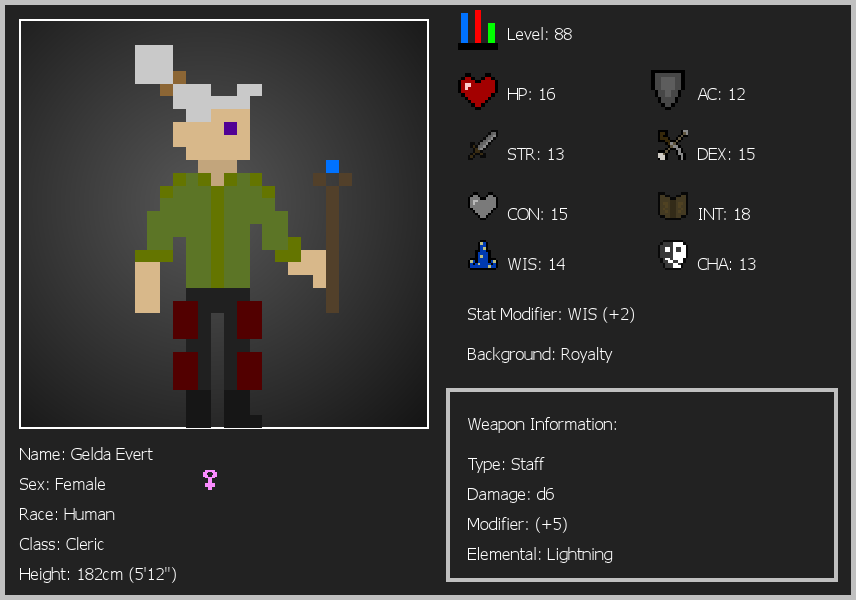 Level: 88
HP: 16
AC: 12
STR: 13
DEX: 15
CON: 15
INT: 18
WIS: 14
CHA: 13
Stat Modifier: WIS (+2)
Background: Royalty
Weapon Information:
Type: Staff
Damage: d6
Modifier: (+5)
Elemental: Lightning
Name: Gelda Evert
Sex: Female
Race: Human
Class: Cleric
Height: 182cm (5'12")